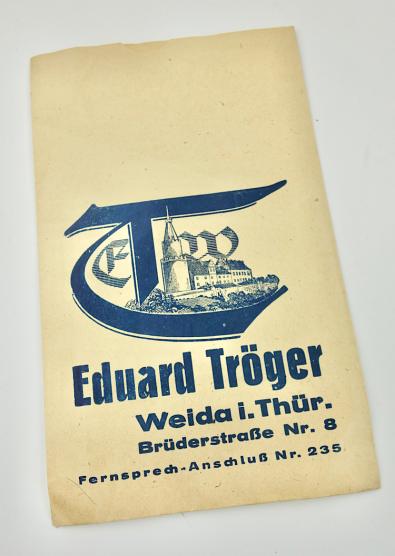 E T W
Eduard Tröger
Weida i. Thür.
Brüderstraße Nr. 8
Fernsprech-Anschluß Nr. 235